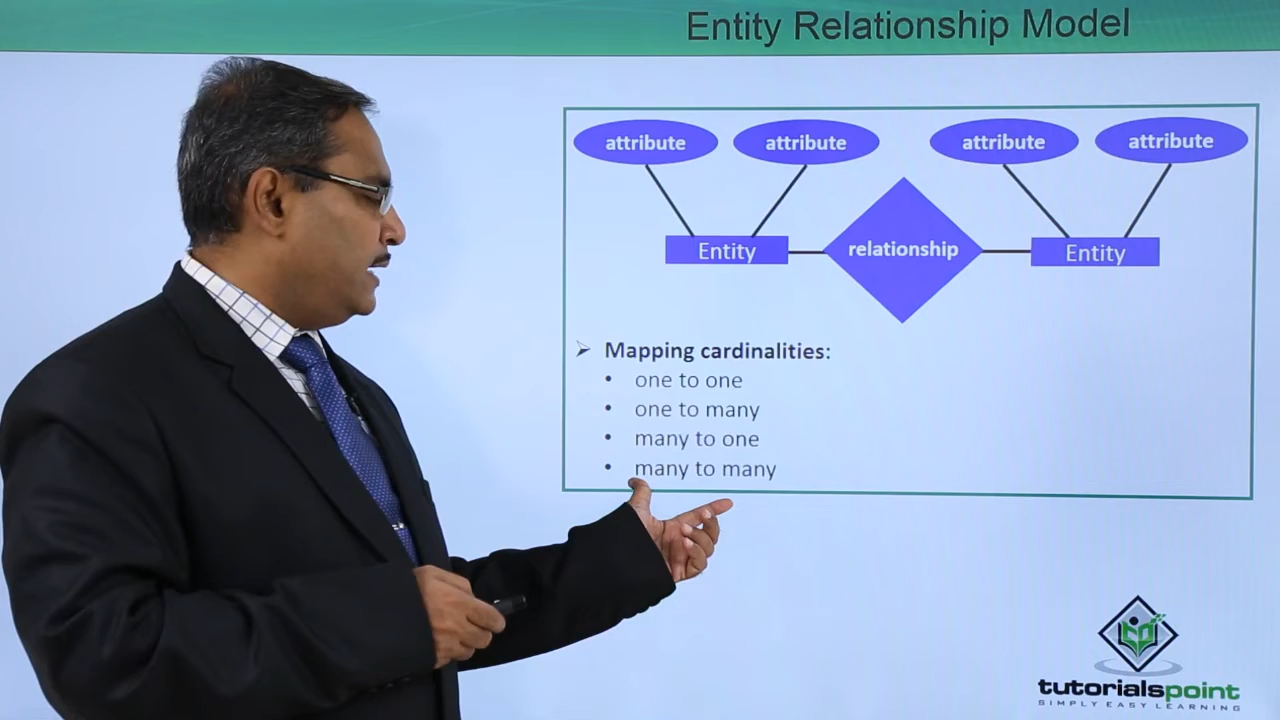 Entity Relationship Model
attribute attribute attribute attribute
Entity relationship Entity
➢ Mapping cardinalities:
• one to one
• one to many
• many to one
• many to many
tutorialspoint
SIMPLY EASY LEARNING